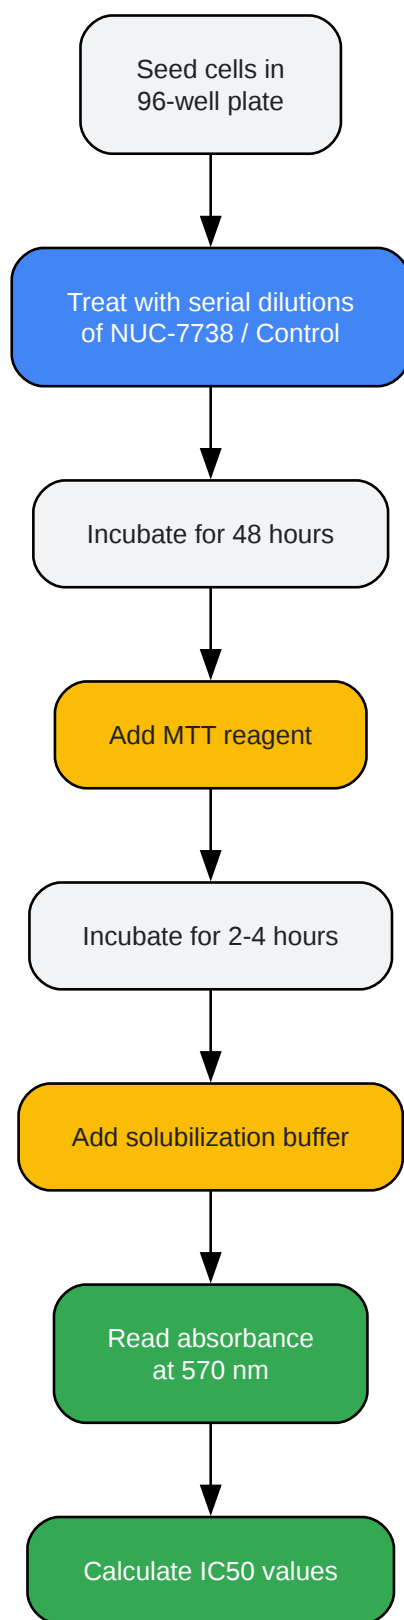 Seed cells in
96-well plate
Treat with serial dilutions
of NUC-7738 / Control
Incubate for 48 hours
Add MTT reagent
Incubate for 2-4 hours
Add solubilization buffer
Read absorbance
at 570 nm
Calculate IC50 values